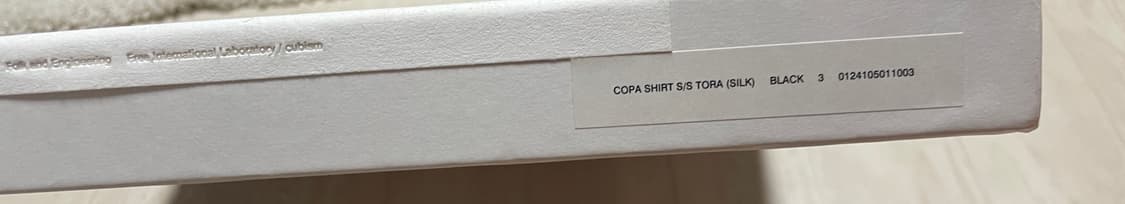 Folk and Engineering Free International Laboratory / cubism
COPA SHIRT S/S TORA (SILK) BLACK 3 0124105011003